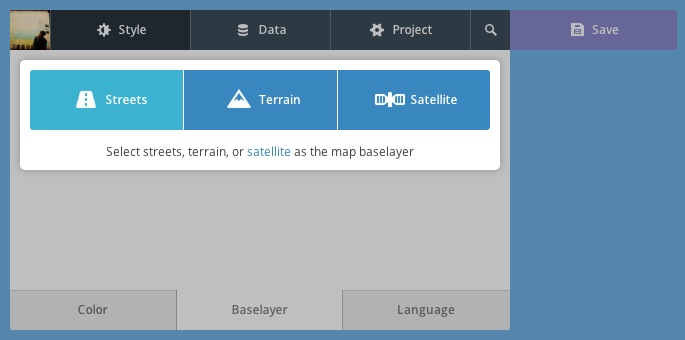 Style
Data
Project
Save
Streets
Terrain
Satellite
Select streets, terrain, or satellite as the map baselayer
Color
Baselayer
Language